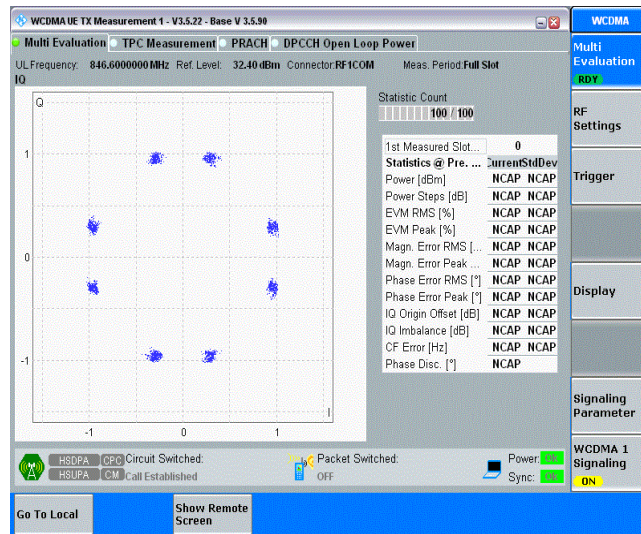 WCDMA UE TX Measurement 1 - V3.5.22 - Base V 3.5.90
WCDMA
Multi Evaluation TPC Measurement PRACH DPCCH Open Loop Power
Multi
Evaluation
RDY
UL Frequency: 846.6000000 MHz Ref. Level: 32.40 dBm Connector:RF1COM Meas. Period:Full Slot
IQ
Q
1
0
-1
-1 0 1
I
Statistic Count
100 / 100
1st Measured Slot... 0
Statistics @ Pre. ... CurrentStdDev
Power [dBm] NCAP NCAP
Power Steps [dB] NCAP NCAP
EVM RMS [%] NCAP NCAP
EVM Peak [%] NCAP NCAP
Magn. Error RMS [... NCAP NCAP
Magn. Error Peak ... NCAP NCAP
Phase Error RMS [°] NCAP NCAP
Phase Error Peak [°] NCAP NCAP
IQ Origin Offset [dB] NCAP NCAP
IQ Imbalance [dB] NCAP NCAP
CF Error [Hz] NCAP NCAP
Phase Disc. [°] NCAP
RF
Settings
Trigger
Display
Signaling
Parameter
WCDMA 1
Signaling
ON
HSDPA CPC Circuit Switched:
HSUPA CM Call Established
Packet Switched:
OFF
Power: OK
Sync: OK
Go To Local
Show Remote
Screen